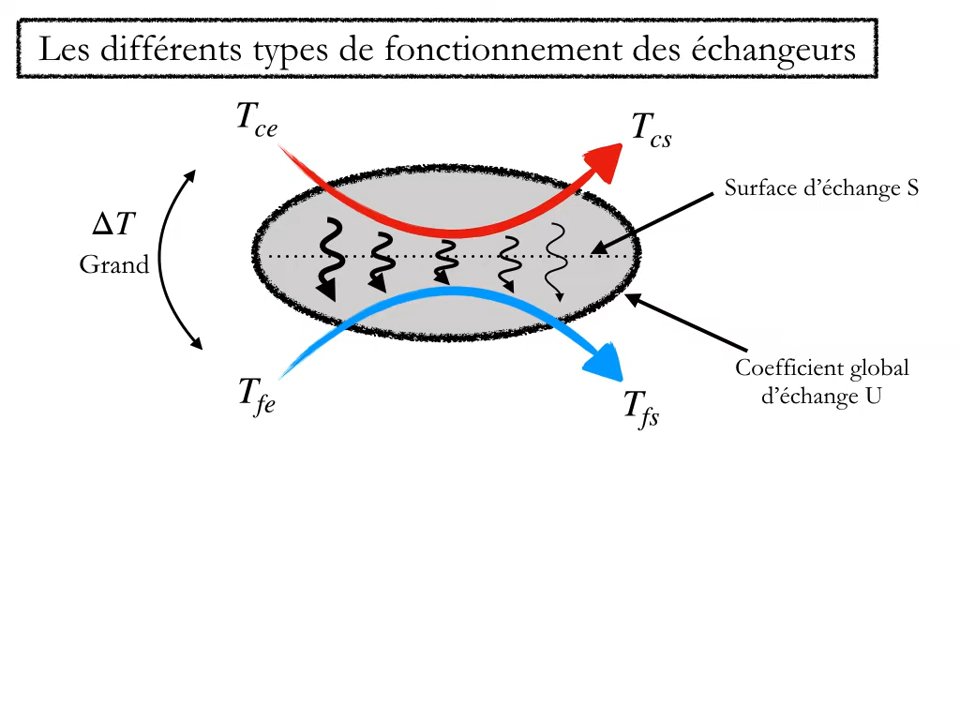 Les différents types de fonctionnement des échangeurs
T_ce
T_cs
Surface d'échange S
ΔT
Grand
Coefficient global
d'échange U
T_fe
T_fs